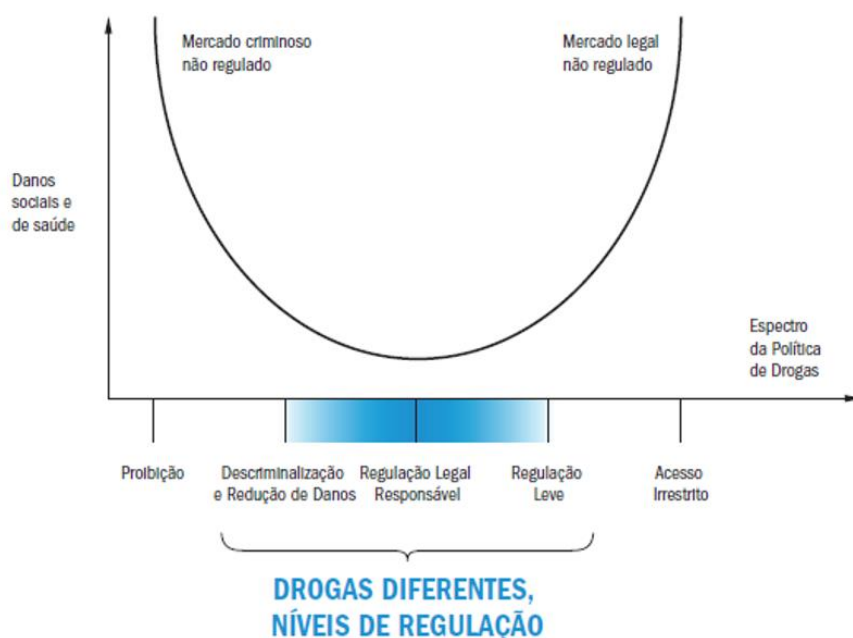 Mercado criminoso
não regulado
Mercado legal
não regulado
Danos
sociais e
de saúde
Espectro
da Política
de Drogas
Proibição
Descriminalização
e Redução de Danos
Regulação Legal
Responsável
Regulação
Leve
Acesso
Irrestrito
DROGAS DIFERENTES,
NÍVEIS DE REGULAÇÃO